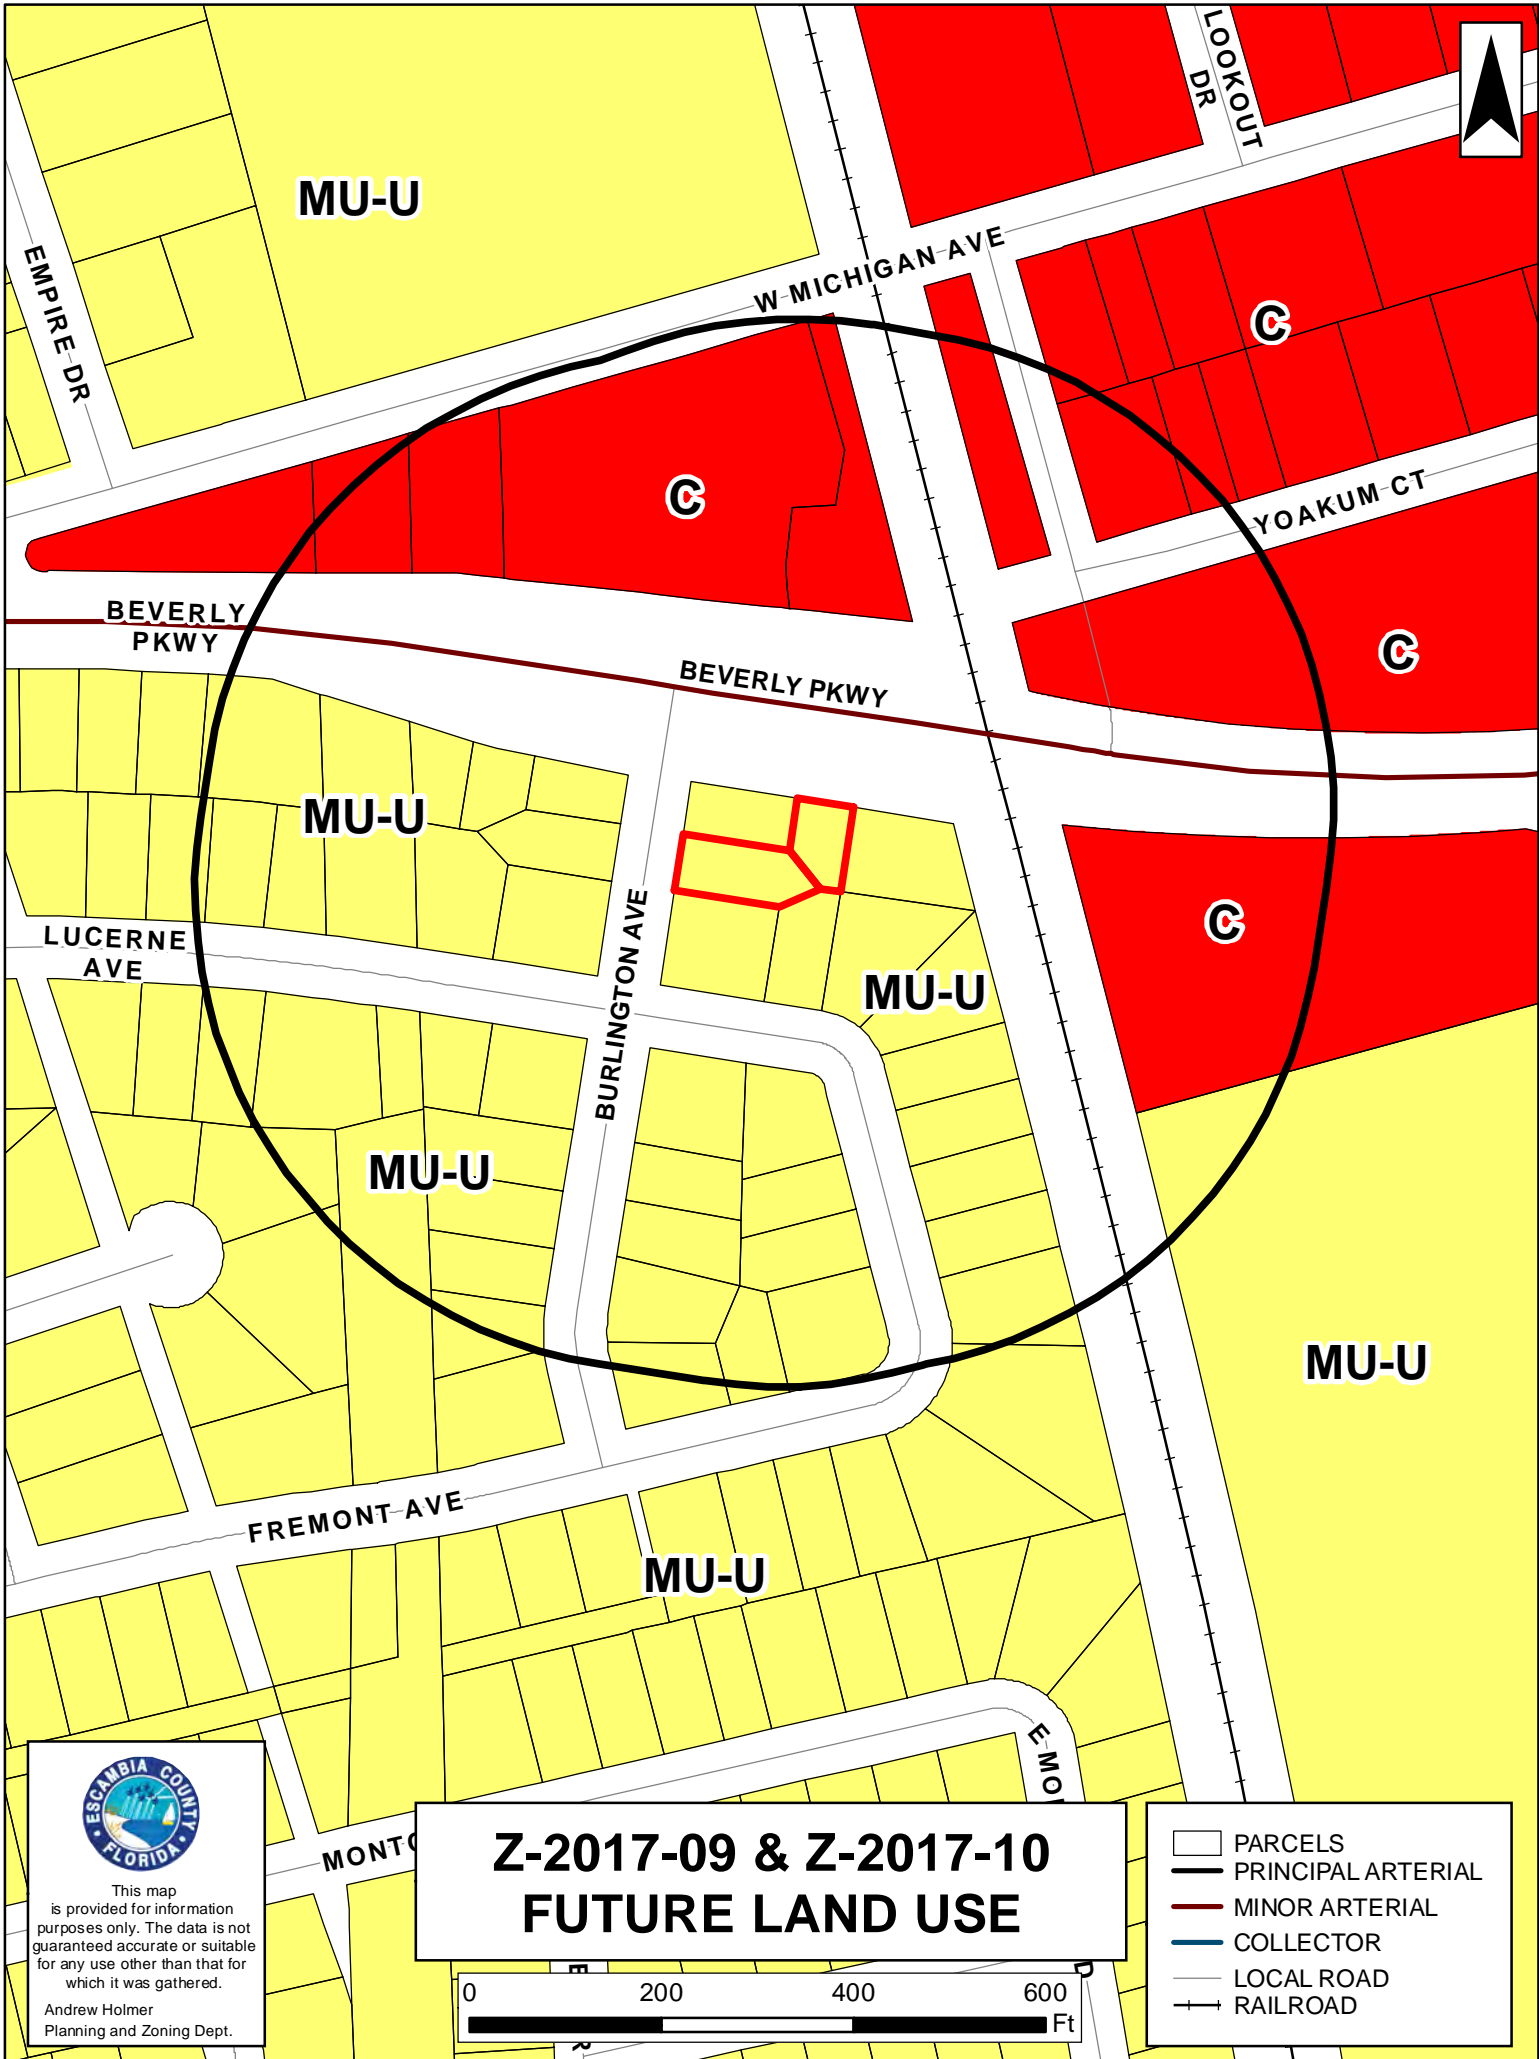 LOOKOUT
DR
MU-U
W MICHIGAN AVE
EMPIRE DR
C
C
YOAKUM CT
BEVERLY
PKWY
C
BEVERLY PKWY
MU-U
BURLINGTON AVE
C
LUCERNE
AVE
MU-U
MU-U
MU-U
FREMONT AVE
MU-U
E MO
MONT
D
ESCAMBIA COUNTY
FLORIDA
This map
is provided for information
purposes only. The data is not
guaranteed accurate or suitable
for any use other than that for
which it was gathered.
Andrew Holmer
Planning and Zoning Dept.
Z-2017-09 & Z-2017-10
FUTURE LAND USE
0 200 400 600
Ft
PARCELS
PRINCIPAL ARTERIAL
MINOR ARTERIAL
COLLECTOR
LOCAL ROAD
RAILROAD